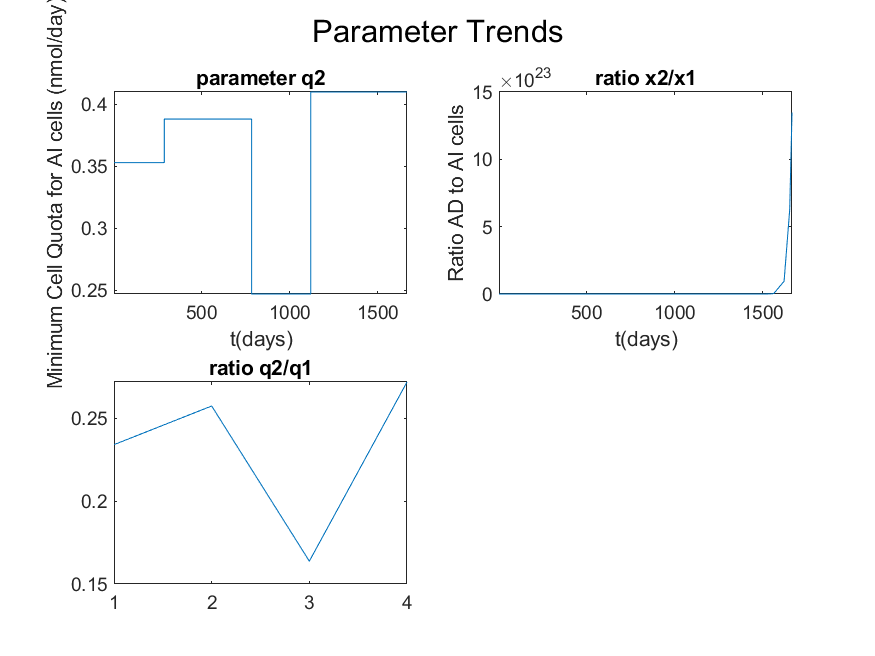 Parameter Trends
parameter q2
Minimum Cell Quota for AI cells (nmol/day)
0.4
0.35
0.3
0.25
500
1000
1500
t(days)
ratio x2/x1
×10^23
Ratio AD to AI cells
15
10
5
0
500
1000
1500
t(days)
ratio q2/q1
0.25
0.2
0.15
1
2
3
4